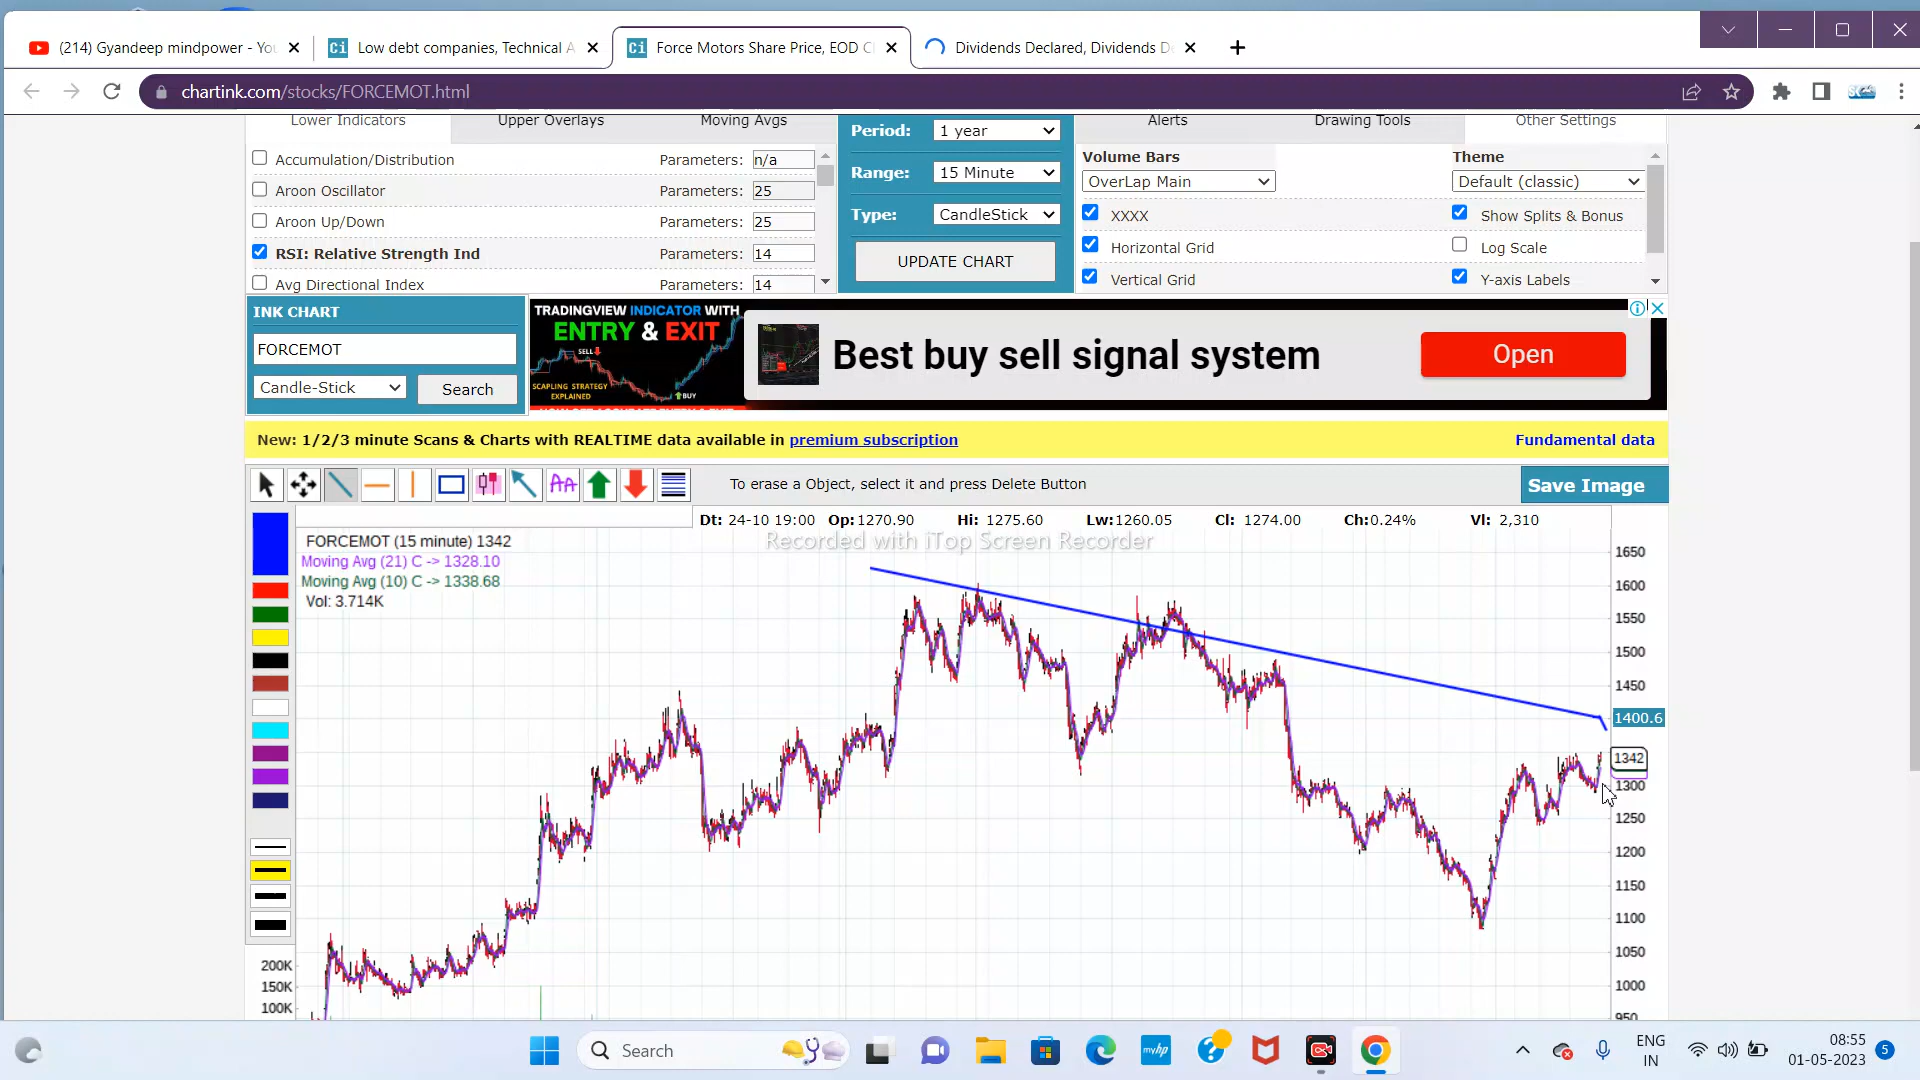 (214) Gyandeep mindpower - You
Low debt companies, Technical A
Force Motors Share Price, EOD C
Dividends Declared, Dividends D
chartink.com/stocks/FORCEMOT.html
Lower Indicators
Upper Overlays
Moving Avgs
Period:
1 year
Alerts
Drawing Tools
Other Settings
Accumulation/Distribution
Parameters:
n/a
Aroon Oscillator
Parameters:
25
Aroon Up/Down
Parameters:
25
RSI: Relative Strength Ind
Parameters:
14
Avg Directional Index
Parameters:
14
Range:
15 Minute
Type:
CandleStick
UPDATE CHART
Volume Bars
OverLap Main
XXXX
Horizontal Grid
Vertical Grid
Theme
Default (classic)
Show Splits & Bonus
Log Scale
Y-axis Labels
INK CHART
FORCEMOT
Candle-Stick
Search
TRADINGVIEW INDICATOR WITH
ENTRY & EXIT
SELL
SCAPLING STRATEGY
EXPLAINED
BUY
Best buy sell signal system
Open
New: 1/2/3 minute Scans & Charts with REALTIME data available in premium subscription
Fundamental data
To erase a Object, select it and press Delete Button
Save Image
Dt: 24-10 19:00 Op:1270.90 Hi: 1275.60 Lw:1260.05 Cl: 1274.00 Ch:0.24% Vl: 2,310
Recorded with iTop Screen Recorder
FORCEMOT (15 minute) 1342
Moving Avg (21) C -> 1328.10
Moving Avg (10) C -> 1338.68
Vol: 3.714K
1650
1600
1550
1500
1450
1400.6
1342
1300
1250
1200
1150
1100
1050
1000
950
200K
150K
100K
Search
myhp
ENG
IN
08:55
01-05-2023
5